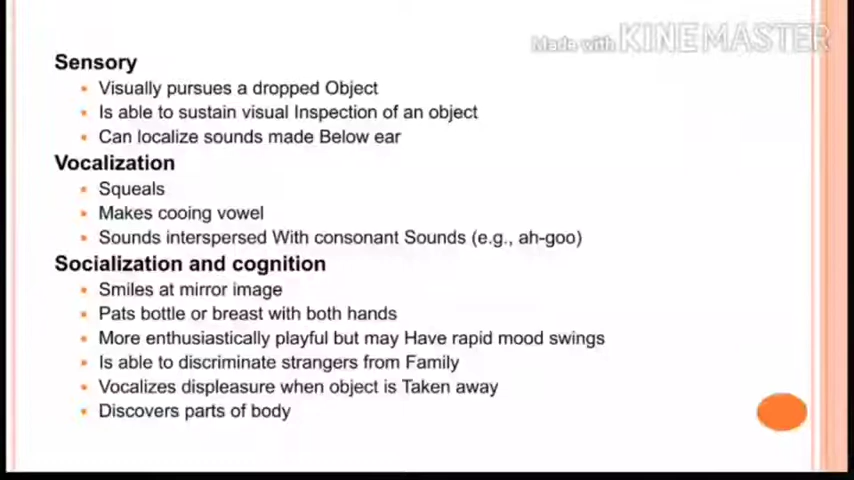 Made with KINEMASTER
Sensory
Visually pursues a dropped Object
Is able to sustain visual Inspection of an object
Can localize sounds made Below ear
Vocalization
Squeals
Makes cooing vowel
Sounds interspersed With consonant Sounds (e.g., ah-goo)
Socialization and cognition
Smiles at mirror image
Pats bottle or breast with both hands
More enthusiastically playful but may Have rapid mood swings
Is able to discriminate strangers from Family
Vocalizes displeasure when object is Taken away
Discovers parts of body